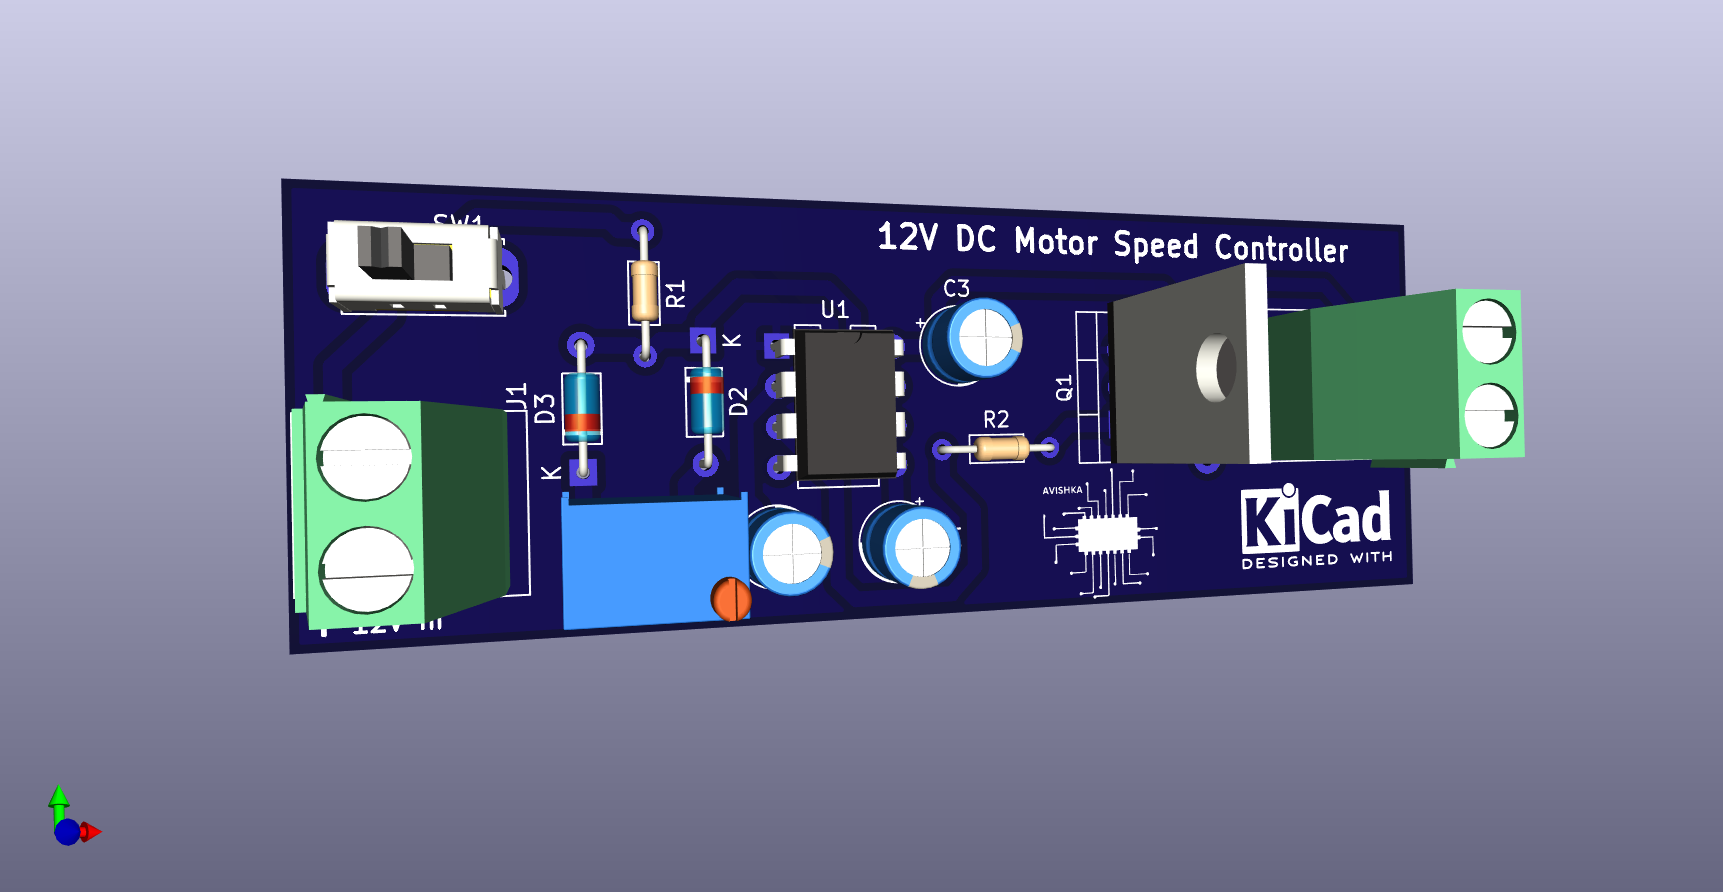 SW1
12V DC Motor Speed Controller
R1
C3
+
U1
K
J1
D3
D2
Q1
R2
K
AVISHKA
+
KiCad
DESIGNED WITH
+ 12V in